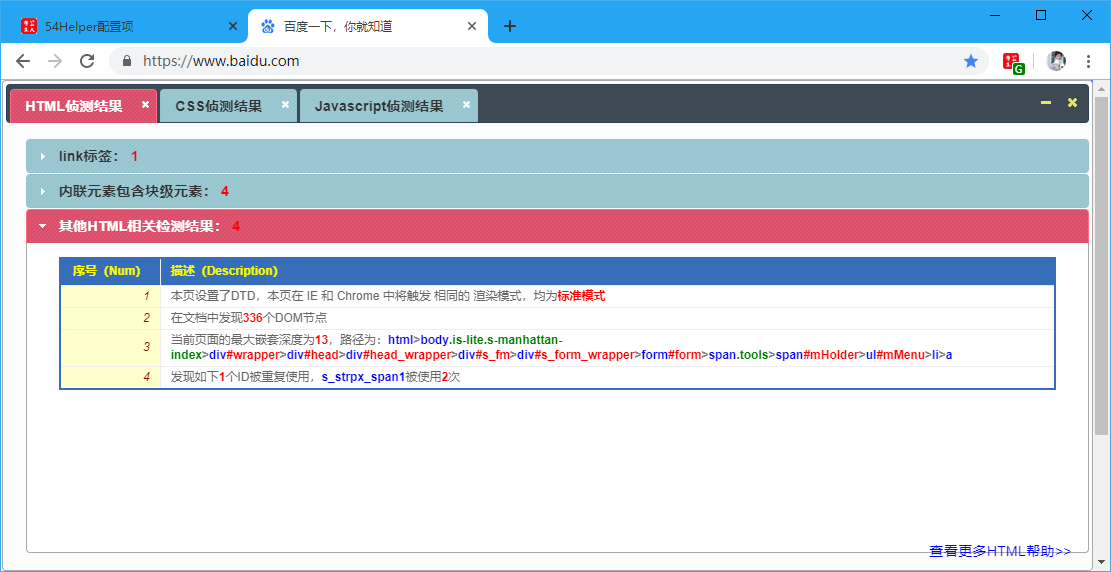 54Helper配置项
百度一下，你就知道
https://www.baidu.com
G
HTML侦测结果
CSS侦测结果
Javascript侦测结果
link标签： 1
内联元素包含块级元素： 4
其他HTML相关检测结果： 4
序号 (Num) 描述 (Description)
1 本页设置了DTD，本页在 IE 和 Chrome 中将触发 相同的 渲染模式，均为标准模式
2 在文档中发现336个DOM节点
3 当前页面的最大嵌套深度为13，路径为：html>body.is-lite.s-manhattan-
index>div#wrapper>div#head>div#head_wrapper>div#s_fm>div#s_form_wrapper>form#form>span.tools>span#mHolder>ul#mMenu>li>a
4 发现如下1个ID被重复使用，s_strpx_span1被使用2次
查看更多HTML帮助>>